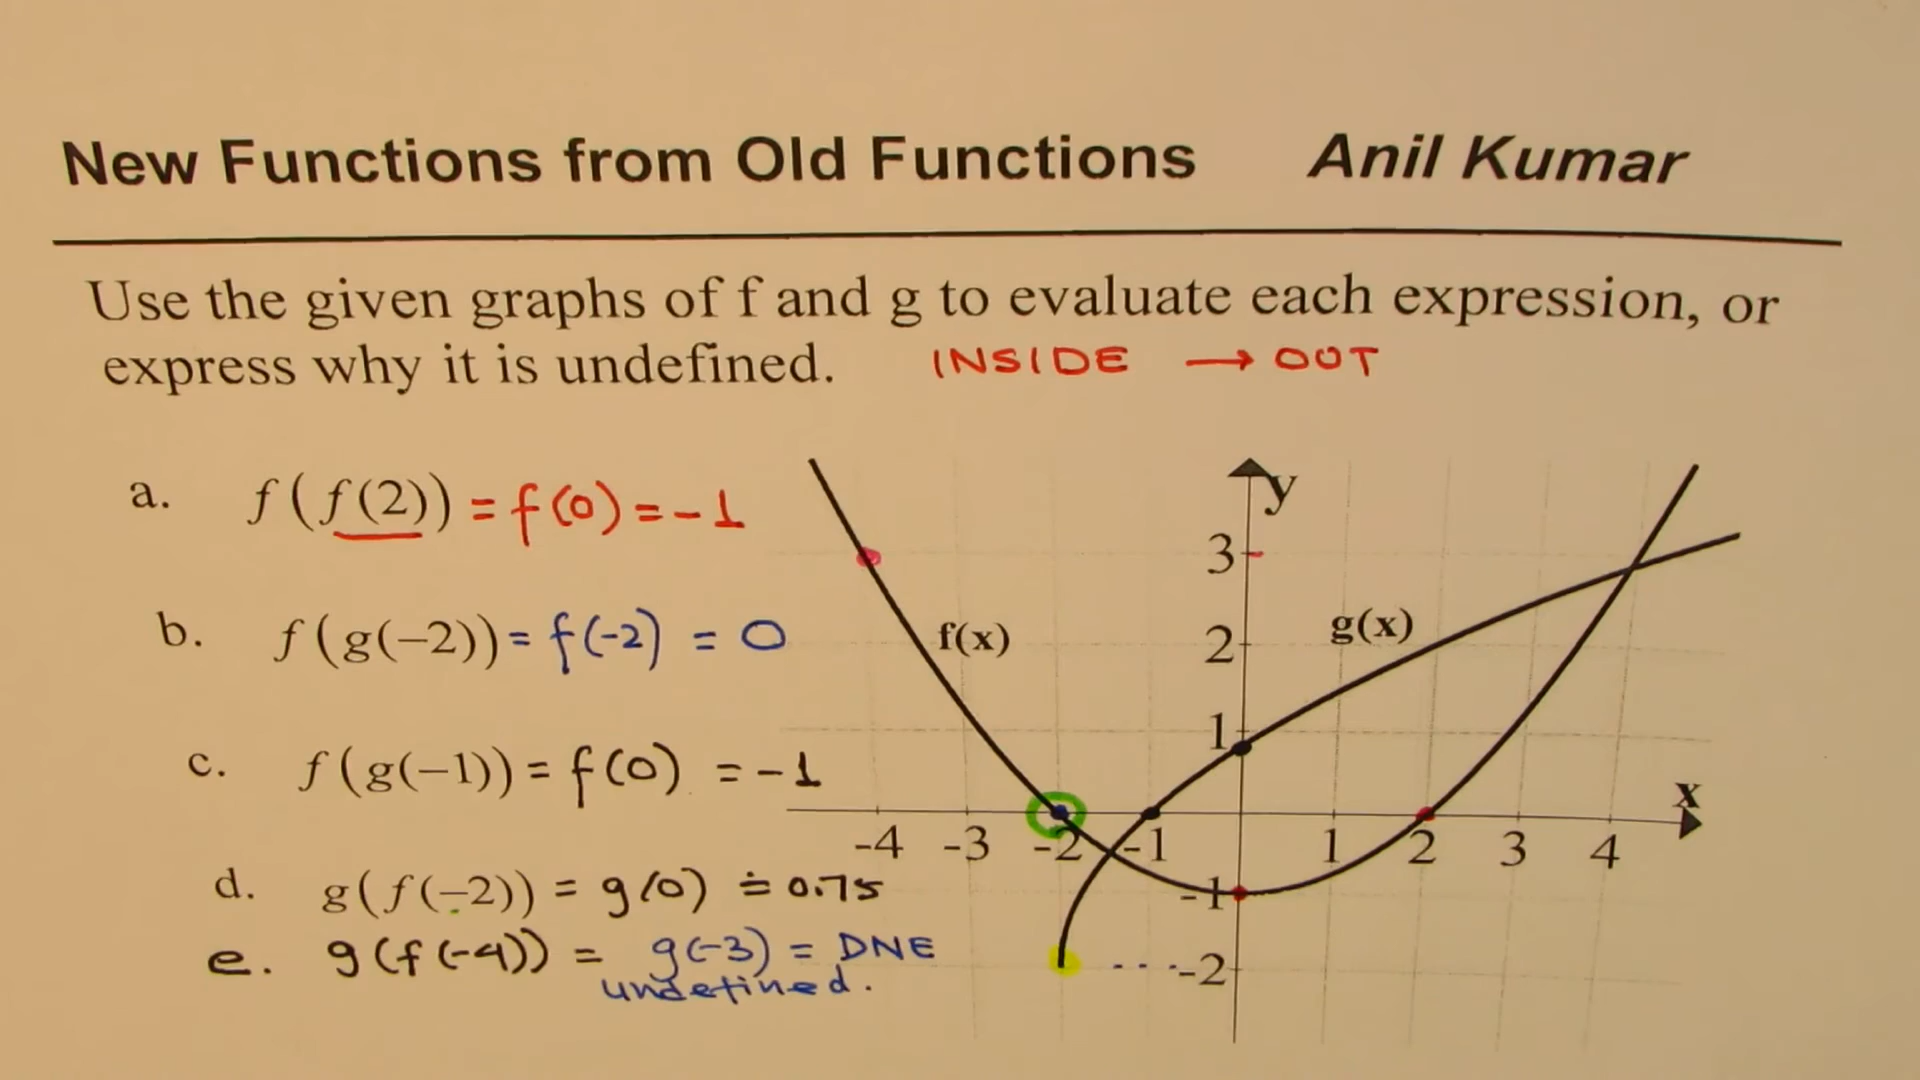 New Functions from Old Functions Anil Kumar
Use the given graphs of f and g to evaluate each expression, or
express why it is undefined. INSIDE → OUT
a. f(f(2)) = f(0) = -1
b. f(g(−2)) = f(-2) = 0
c. f(g(−1)) = f(0) = -1
d. g(f(−2)) = g(0) ≐ 0.75
e. g(f(-4)) = g(-3) = DNE
undefined.
y
3
2
1
f(x)
g(x)
x
-4 -3 -2 -1 1 2 3 4
-1
-2